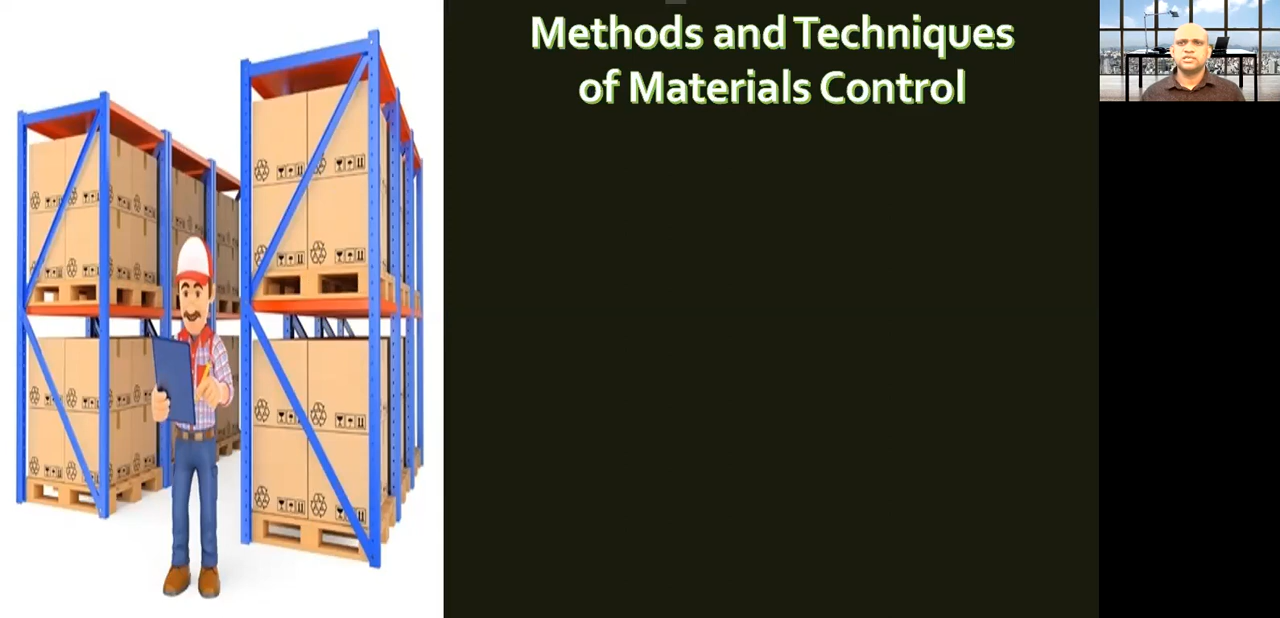 Methods and Techniques
of Materials Control